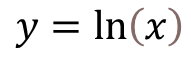 y = ln(x)